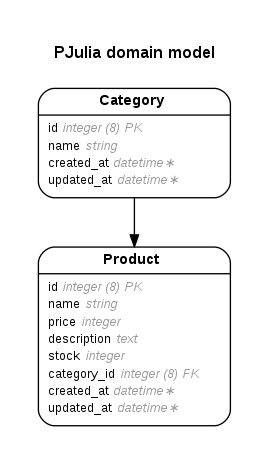 PJulia domain model
Category
id integer (8) PK
name string
created_at datetime∗
updated_at datetime∗
Product
id integer (8) PK
name string
price integer
description text
stock integer
category_id integer (8) FK
created_at datetime∗
updated_at datetime∗